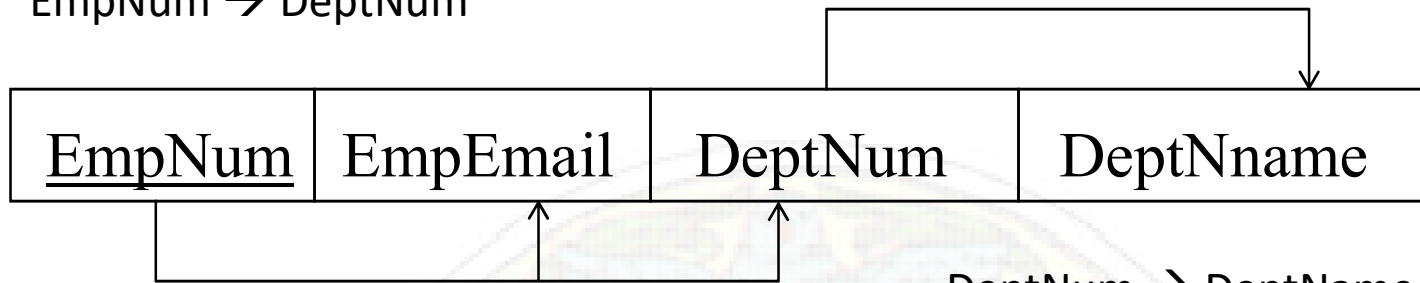 EmpNum → DeptNum
EmpNum EmpEmail DeptNum DeptNname
DeptNum → DeptName